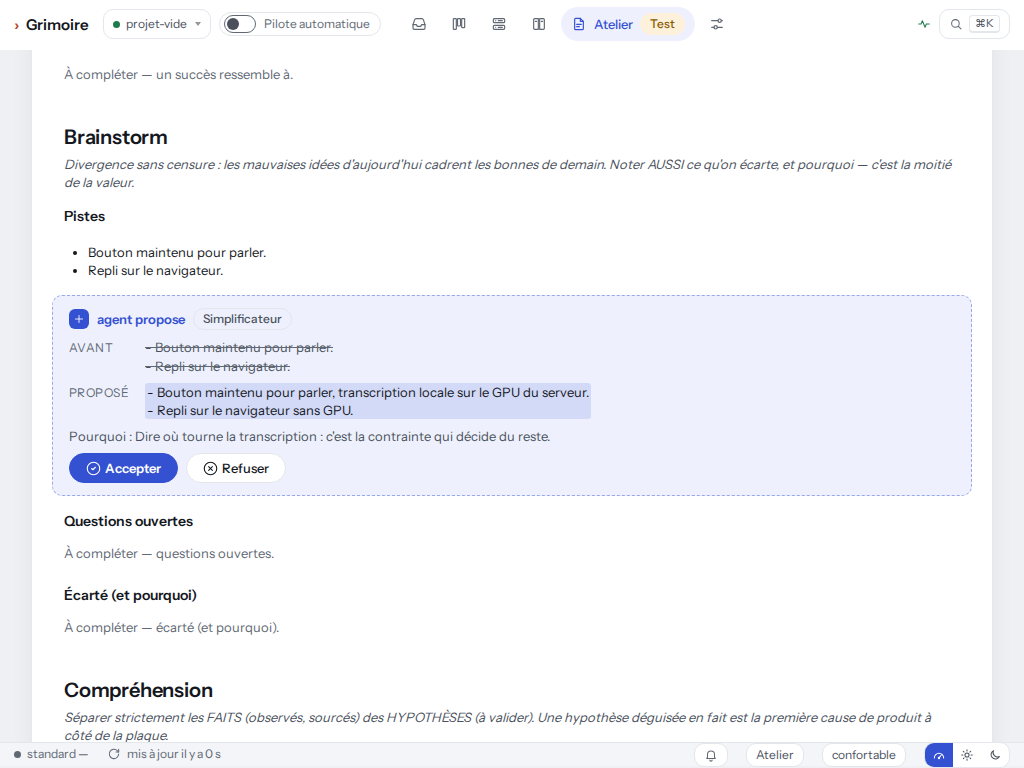 › Grimoire projet-vide Pilote automatique Atelier Test ⌘K
À compléter — un succès ressemble à.
Brainstorm
Divergence sans censure : les mauvaises idées d'aujourd'hui cadrent les bonnes de demain. Noter AUSSI ce qu'on écarte, et pourquoi — c'est la moitié
de la valeur.
Pistes
• Bouton maintenu pour parler.
• Repli sur le navigateur.
agent propose Simplificateur
AVANT - Bouton maintenu pour parler.
- Repli sur le navigateur.
PROPOSÉ - Bouton maintenu pour parler, transcription locale sur le GPU du serveur.
- Repli sur le navigateur sans GPU.
Pourquoi : Dire où tourne la transcription : c'est la contrainte qui décide du reste.
Accepter Refuser
Questions ouvertes
À compléter — questions ouvertes.
Écarté (et pourquoi)
À compléter — écarté (et pourquoi).
Compréhension
Séparer strictement les FAITS (observés, sourcés) des HYPOTHÈSES (à valider). Une hypothèse déguisée en fait est la première cause de produit à
côté de la plaque.
standard — mis à jour il y a 0 s Atelier confortable